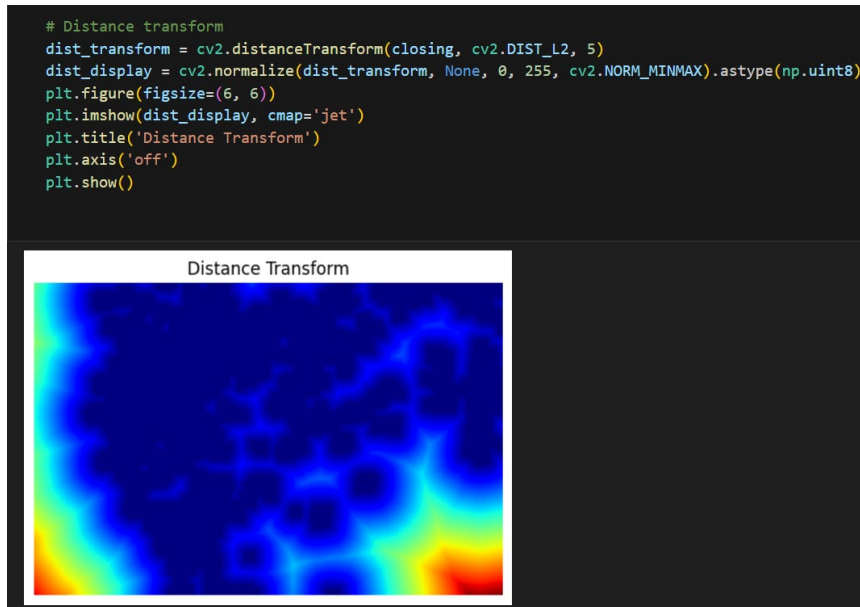 # Distance transform
dist_transform = cv2.distanceTransform(closing, cv2.DIST_L2, 5)
dist_display = cv2.normalize(dist_transform, None, 0, 255, cv2.NORM_MINMAX).astype(np.uint8)
plt.figure(figsize=(6, 6))
plt.imshow(dist_display, cmap='jet')
plt.title('Distance Transform')
plt.axis('off')
plt.show()
Distance Transform